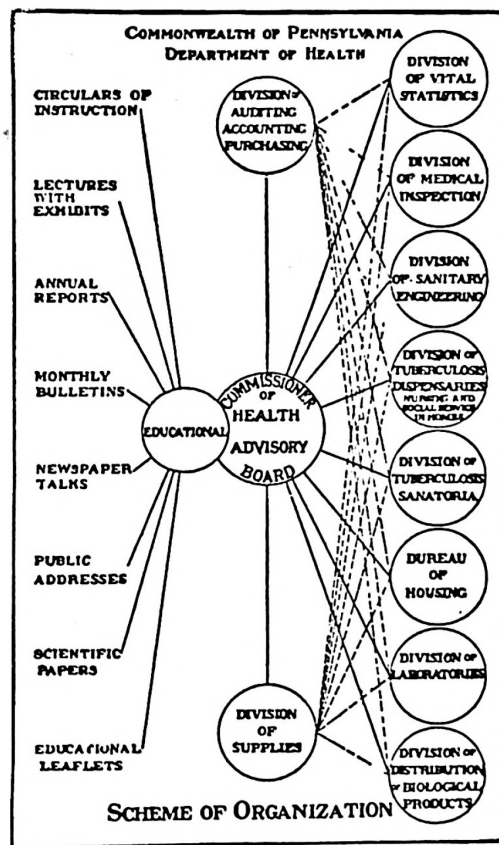 COMMONWEALTH OF PENNSYLVANIA
DEPARTMENT OF HEALTH
CIRCULARS OF
INSTRUCTION
LECTURES
WITH
EXHIBITS
ANNUAL
REPORTS
MONTHLY
BULLETINS
NEWSPAPER
TALKS
PUBLIC
ADDRESSES
SCIENTIFIC
PAPERS
EDUCATIONAL
LEAFLETS
EDUCATIONAL
DIVISION OF
AUDITING
ACCOUNTING
PURCHASING
COMMISSIONER
OF
HEALTH
ADVISORY
BOARD
DIVISION
OF
SUPPLIES
DIVISION
OF VITAL
STATISTICS
DIVISION
OF MEDICAL
INSPECTION
DIVISION
OF SANITARY
ENGINEERING
DIVISION OF
TUBERCULOSIS
DISPENSARIES
NURSING AND
SOCIAL SERVICE
IN HOMES
DIVISION OF
TUBERCULOSIS
SANATORIA
BUREAU
OF
HOUSING
DIVISION OF
LABORATORIES
DIVISION OF
DISTRIBUTION
OF BIOLOGICAL
PRODUCTS
SCHEME OF ORGANIZATION